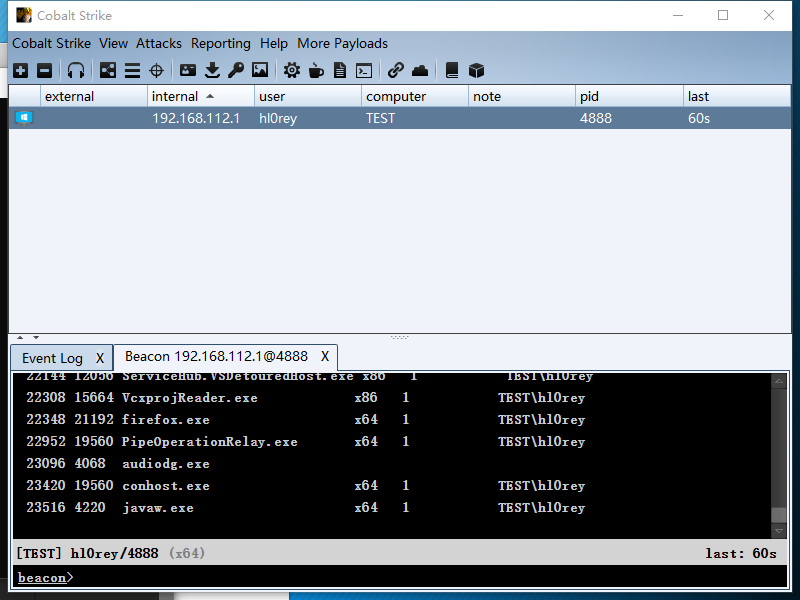 Cobalt Strike
Cobalt Strike View Attacks Reporting Help More Payloads
external internal user computer note pid last
192.168.112.1 hl0rey TEST 4888 60s
Event Log X Beacon 192.168.112.1@4888 X
22144 12056 ServiceHub.VSDetouredHost.exe x86 1 TEST\hl0rey
22308 15664 VcxprojReader.exe x86 1 TEST\hl0rey
22348 21192 firefox.exe x64 1 TEST\hl0rey
22952 19560 PipeOperationRelay.exe x64 1 TEST\hl0rey
23096 4068 audiodg.exe
23420 19560 conhost.exe x64 1 TEST\hl0rey
23516 4220 javaw.exe x64 1 TEST\hl0rey
[TEST] hl0rey/4888 (x64) last: 60s
beacon>